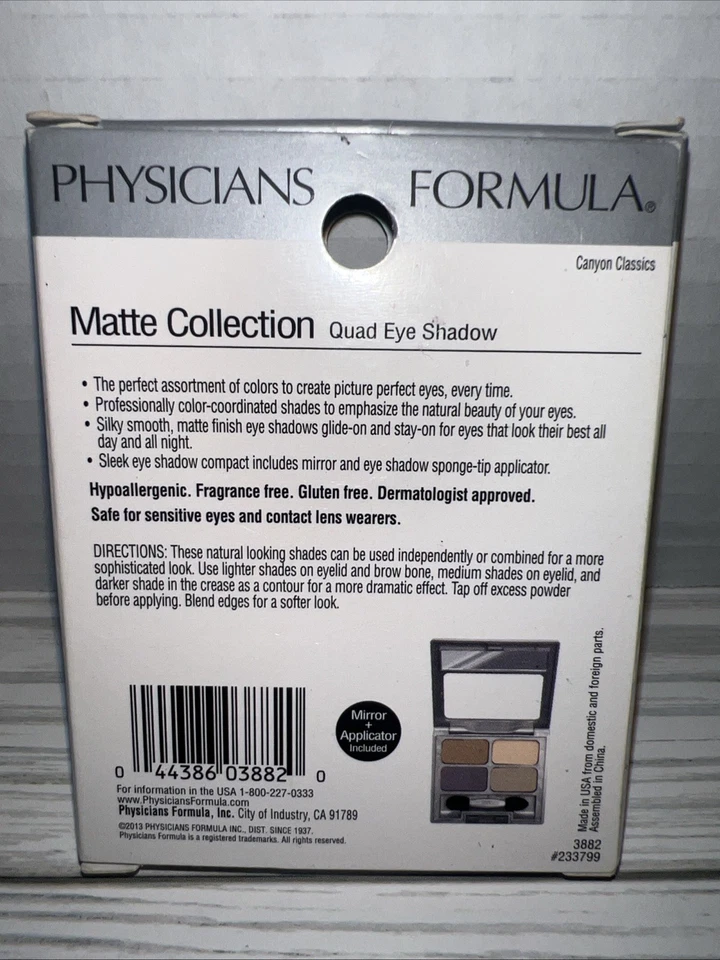 PHYSICIANS FORMULA®
Canyon Classics
Matte Collection Quad Eye Shadow
• The perfect assortment of colors to create picture perfect eyes, every time.
• Professionally color-coordinated shades to emphasize the natural beauty of your eyes.
• Silky smooth, matte finish eye shadows glide-on and stay-on for eyes that look their best all
day and all night.
• Sleek eye shadow compact includes mirror and eye shadow sponge-tip applicator.
Hypoallergenic. Fragrance free. Gluten free. Dermatologist approved.
Safe for sensitive eyes and contact lens wearers.
DIRECTIONS: These natural looking shades can be used independently or combined for a more
sophisticated look. Use lighter shades on eyelid and brow bone, medium shades on eyelid, and
darker shade in the crease as a contour for a more dramatic effect. Tap off excess powder
before applying. Blend edges for a softer look.
Mirror
+
Applicator
Included
0 44386 03882 0
For information in the USA 1-800-227-0333
www.PhysiciansFormula.com
Physicians Formula, Inc. City of Industry, CA 91789
©2013 PHYSICIANS FORMULA INC., DIST. SINCE 1937.
Physicians Formula is a registered trademarks. All rights reserved.
Made in USA from domestic and foreign parts.
Assembled in China.
3882
#233799